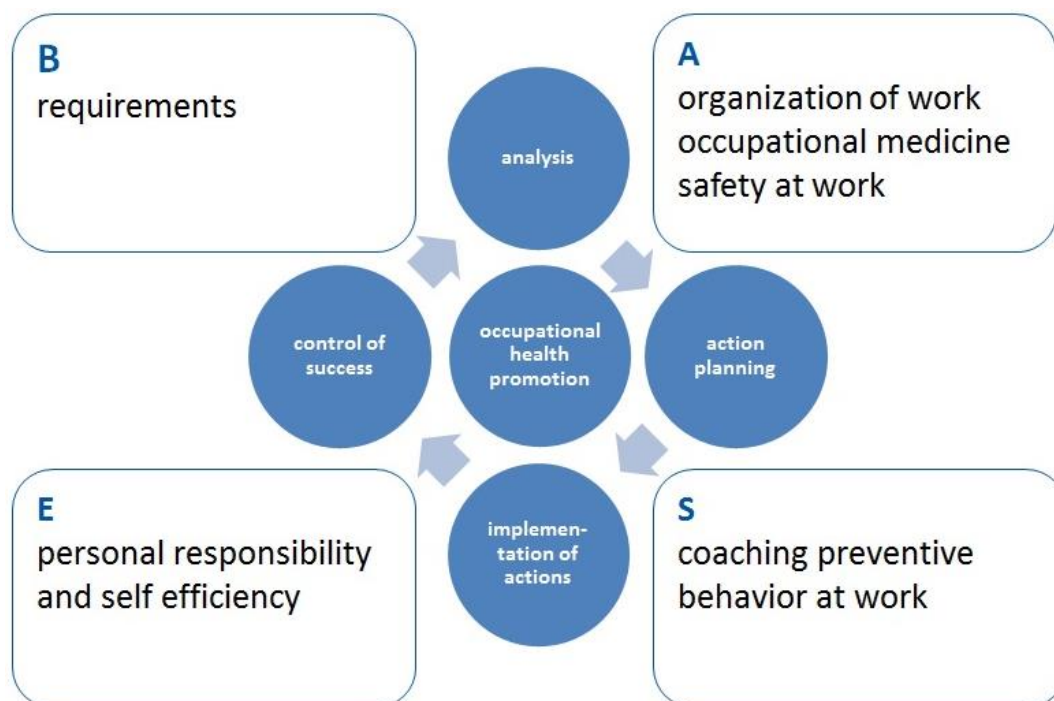 B
requirements
A
organization of work
occupational medicine
safety at work
analysis
control of
success
occupational
health
promotion
action
planning
E
personal responsibility
and self efficiency
implemen-
tation of
actions
S
coaching preventive
behavior at work